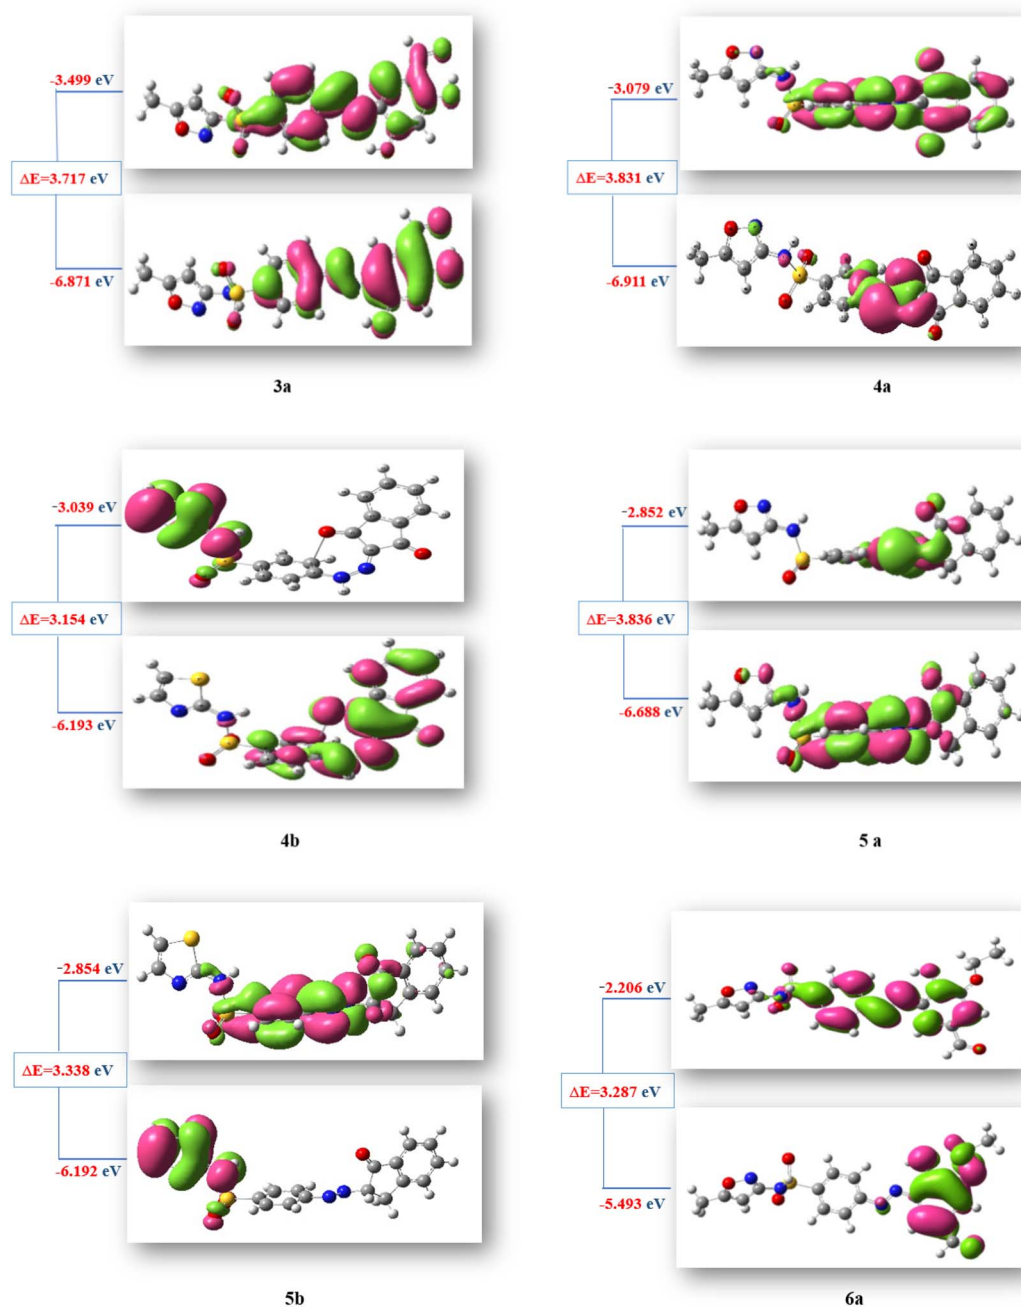 -3.499 eV
ΔE=3.717 eV
-6.871
3a
-3.079 eV
ΔE=3.831 eV
-6.911 eV
4a
-3.039 eV
ΔE=3.154 eV
-6.193 eV
4b
-2.852 eV
ΔE=3.836 eV
-6.688 eV
5 a
-2.854 eV
ΔE=3.338 eV
-6.192 eV
5b
-2.206 eV
ΔE=3.287 eV
-5.493 eV
6a